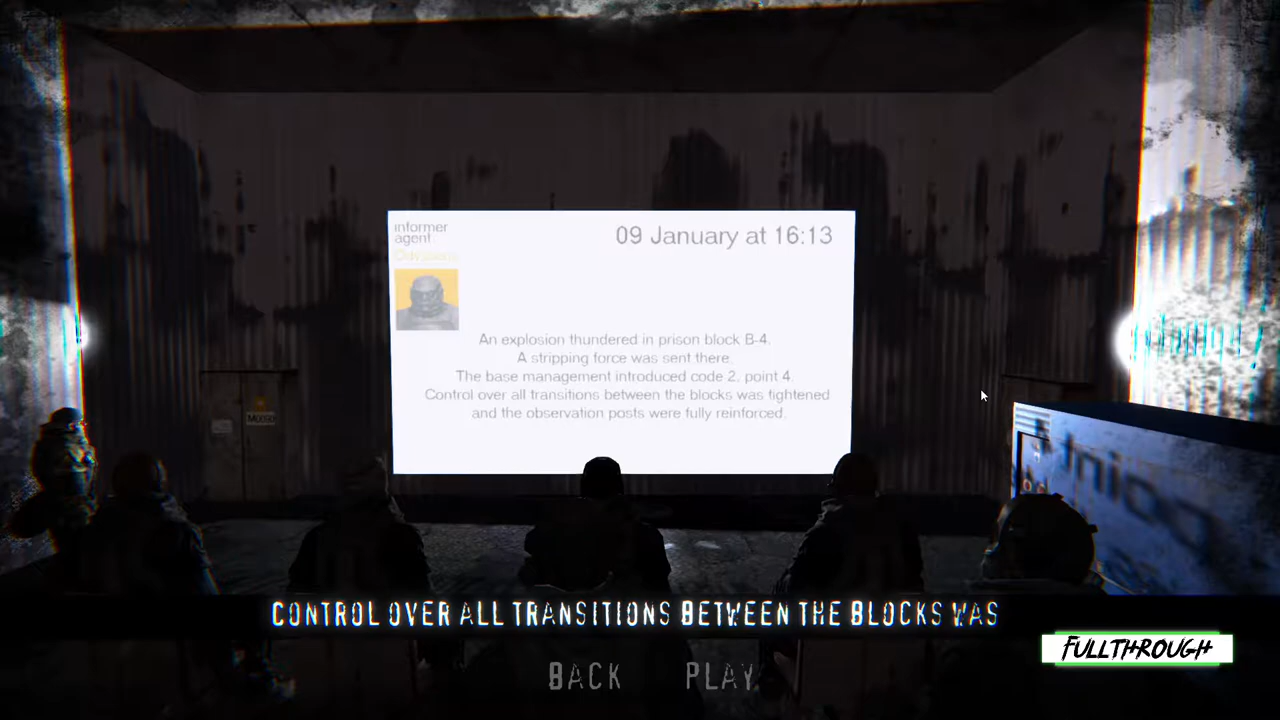 informer
agent
Odysseus
09 January at 16:13
An explosion thundered in prison block B-4.
A stripping force was sent there.
The base management introduced code 2, point 4.
Control over all transitions between the blocks was tightened
and the observation posts were fully reinforced.
point
CONTROL OVER ALL TRANSITIONS BETWEEN THE BLOCKS WAS
FULLTHROUGH
BACK PLAY